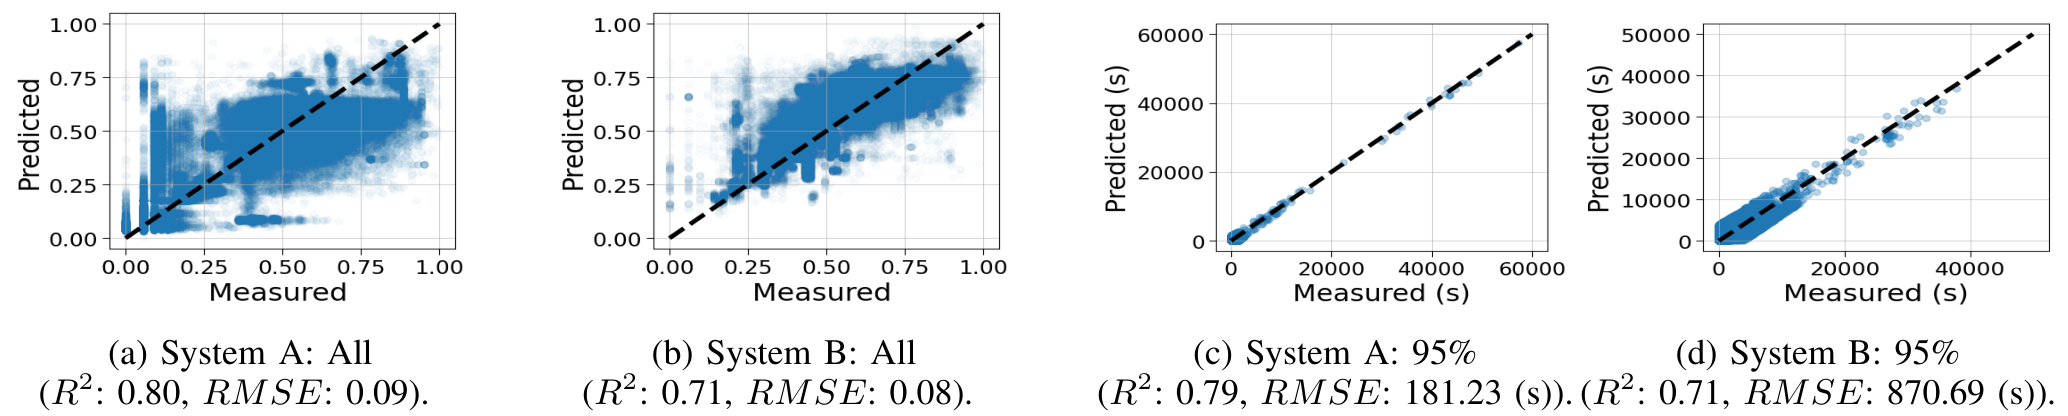 1.00
0.75
0.50
0.25
0.00
Predicted
0.00 0.25 0.50 0.75 1.00
Measured
(a) System A: All
(R²: 0.80, RMSE: 0.09).
1.00
0.75
0.50
0.25
0.00
Predicted
0.00 0.25 0.50 0.75 1.00
Measured
(b) System B: All
(R²: 0.71, RMSE: 0.08).
60000
40000
20000
0
Predicted (s)
0 20000 40000 60000
Measured (s)
(c) System A: 95%
(R²: 0.79, RMSE: 181.23 (s)).
50000
40000
30000
20000
10000
0
Predicted (s)
0 20000 40000
Measured (s)
(d) System B: 95%
(R²: 0.71, RMSE: 870.69 (s)).